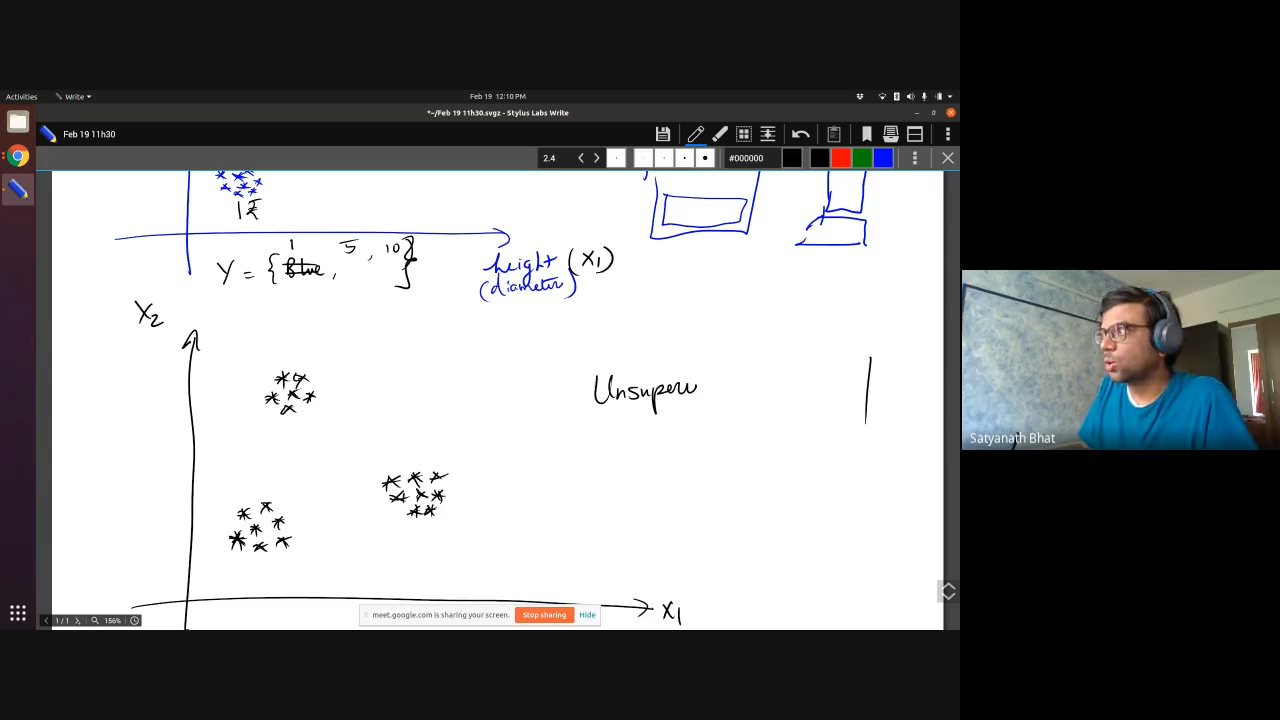 Activities
Write
Feb 19 12:10 PM
*~/Feb 19 11h30.svgz - Stylus Labs Write
Feb 19 11h30
2.4
#000000
1₹
Y = { 1 Blue, 5, 10 }
height (X1)
(diameter)
X2
Unsuperv
Satyanath Bhat
X1
meet.google.com is sharing your screen.
Stop sharing
Hide
1 / 1
156%